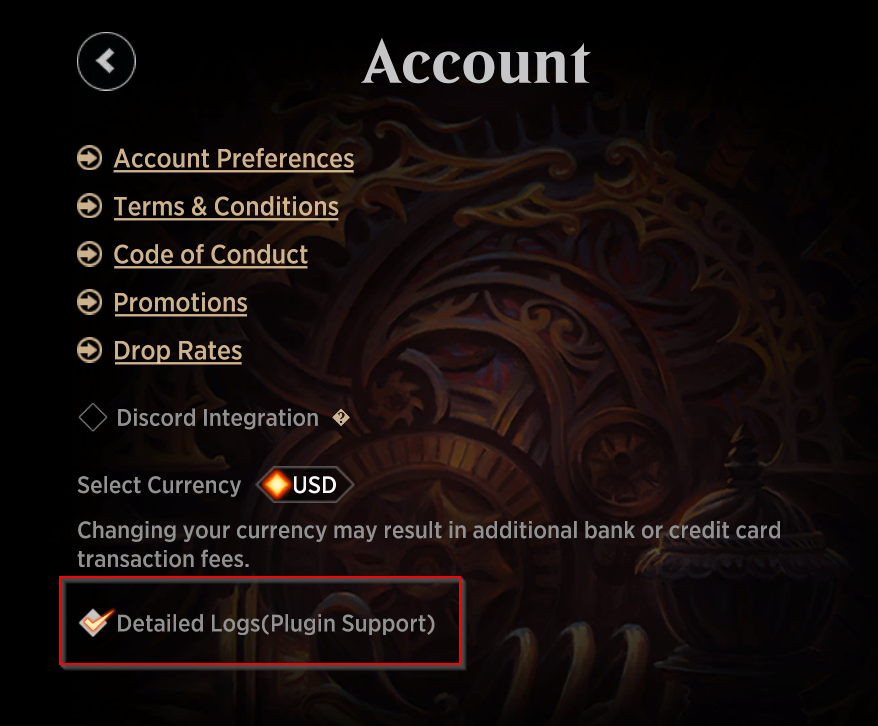 Account
Account Preferences
Terms & Conditions
Code of Conduct
Promotions
Drop Rates
Discord Integration ?
Select Currency USD
Changing your currency may result in additional bank or credit card
transaction fees.
Detailed Logs(Plugin Support)